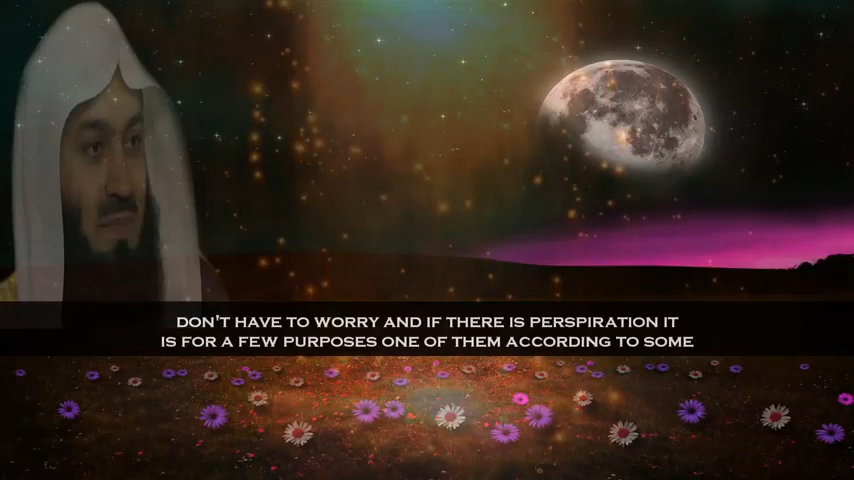 DON'T HAVE TO WORRY AND IF THERE IS PERSPIRATION IT
IS FOR A FEW PURPOSES ONE OF THEM ACCORDING TO SOME